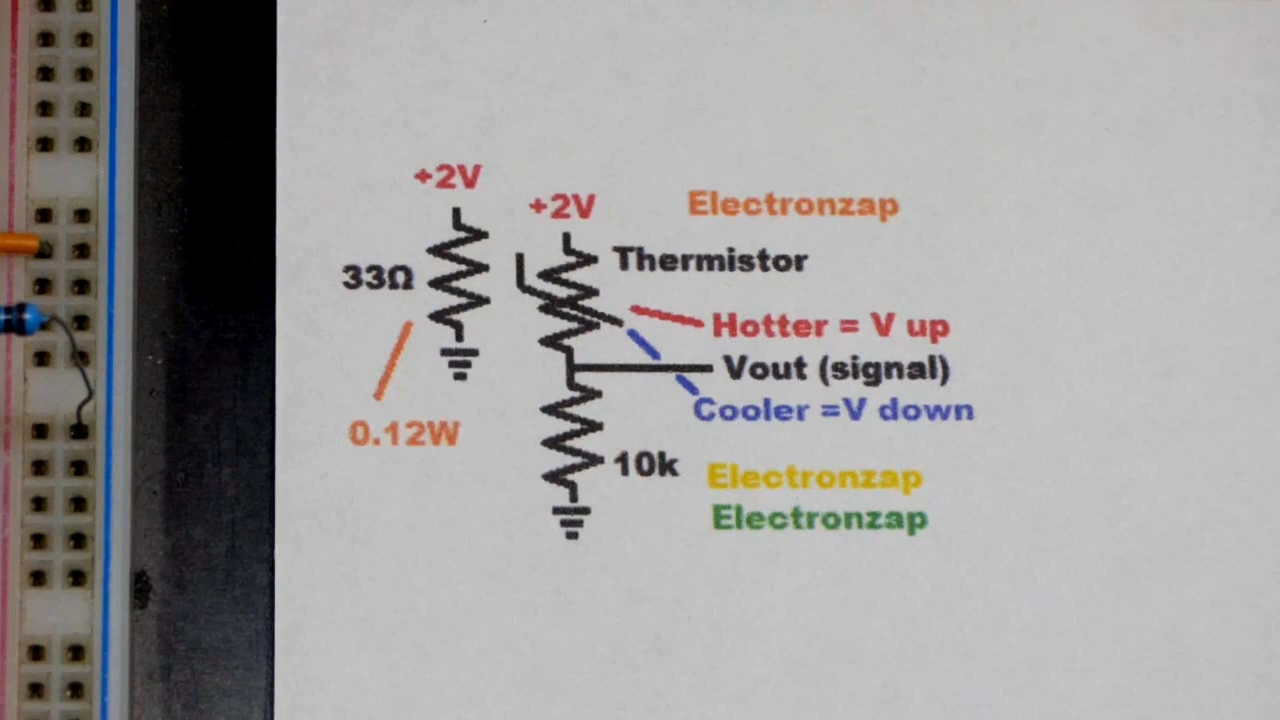 +2V
+2V
Electronzap
Thermistor
33Ω
Hotter = V up
Vout (signal)
Cooler =V down
0.12W
10k
Electronzap
Electronzap